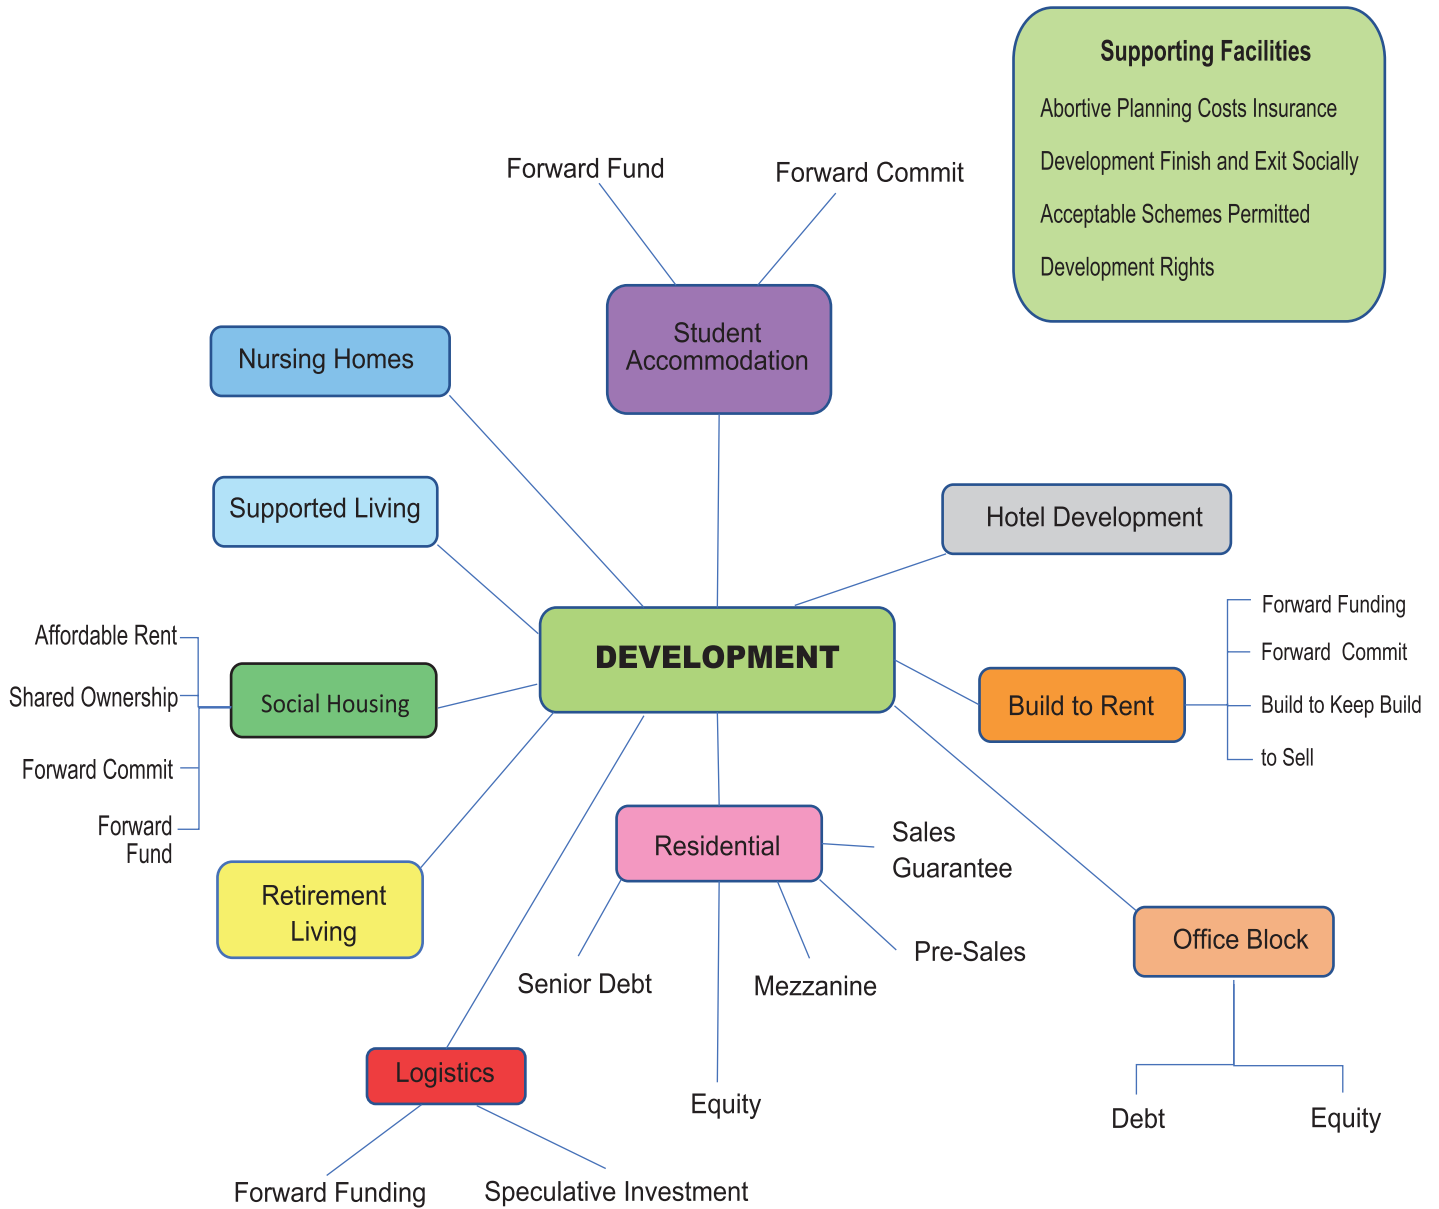 Supporting Facilities
Abortive Planning Costs Insurance
Development Finish and Exit Socially
Acceptable Schemes Permitted
Development Rights
Forward Fund
Forward Commit
Student
Accommodation
Nursing Homes
Supported Living
Hotel Development
Affordable Rent
Shared Ownership
Forward Commit
Forward
Fund
Social Housing
DEVELOPMENT
Build to Rent
Forward Funding
Forward Commit
Build to Keep Build
to Sell
Retirement
Living
Residential
Sales
Guarantee
Pre-Sales
Senior Debt
Mezzanine
Equity
Office Block
Debt
Equity
Logistics
Forward Funding
Speculative Investment